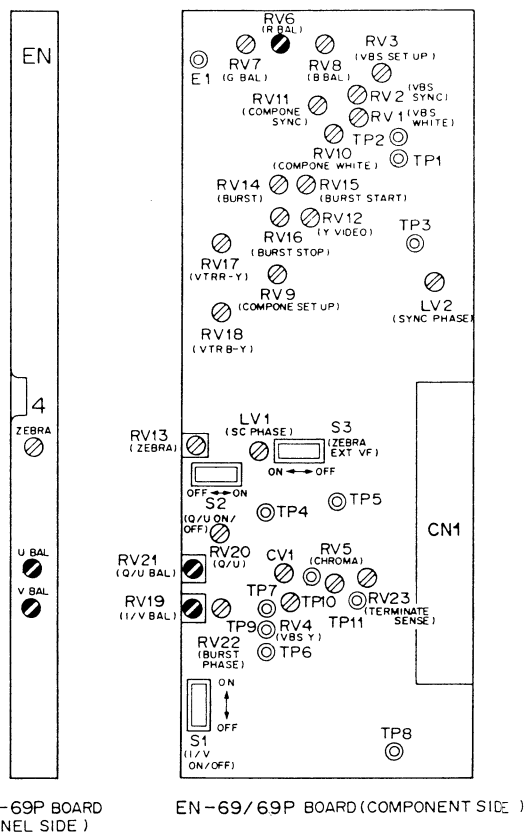 EN
4
ZEBRA
U BAL
V BAL
-69P BOARD
NEL SIDE )
RV6
(R BAL)
E1
RV7
(G BAL)
RV8
(B BAL)
RV3
(VBS SET UP)
RV11
(COMPONE
SYNC)
RV2 (VBS
SYNC)
RV1 (VBS
WHITE)
TP2
RV10
(COMPONE WHITE)
TP1
RV14
(BURST)
RV15
(BURST START)
RV12
(Y VIDEO)
TP3
RV16
(BURST STOP)
RV17
(VTRR-Y)
RV9
(COMPONE SET UP)
LV2
(SYNC PHASE)
RV18
(VTR B-Y)
RV13
(ZEBRA)
LV1
(SC PHASE)
S3
(ZEBRA
EXT VF)
ON OFF
OFF ON
S2
(Q/U ON/
OFF)
TP4
TP5
CN1
RV21
(Q/U BAL)
RV20
(Q/U)
CV1
RV5
(CHROMA)
RV19
(I/V BAL)
TP7
TP10
RV23
(TERMINATE
SENSE)
TP11
TP9
RV4
(VBS Y)
RV22
(BURST
PHASE)
TP6
ON
OFF
S1
(I/V
ON/OFF)
TP8
EN-69/69P BOARD (COMPONENT SIDE )